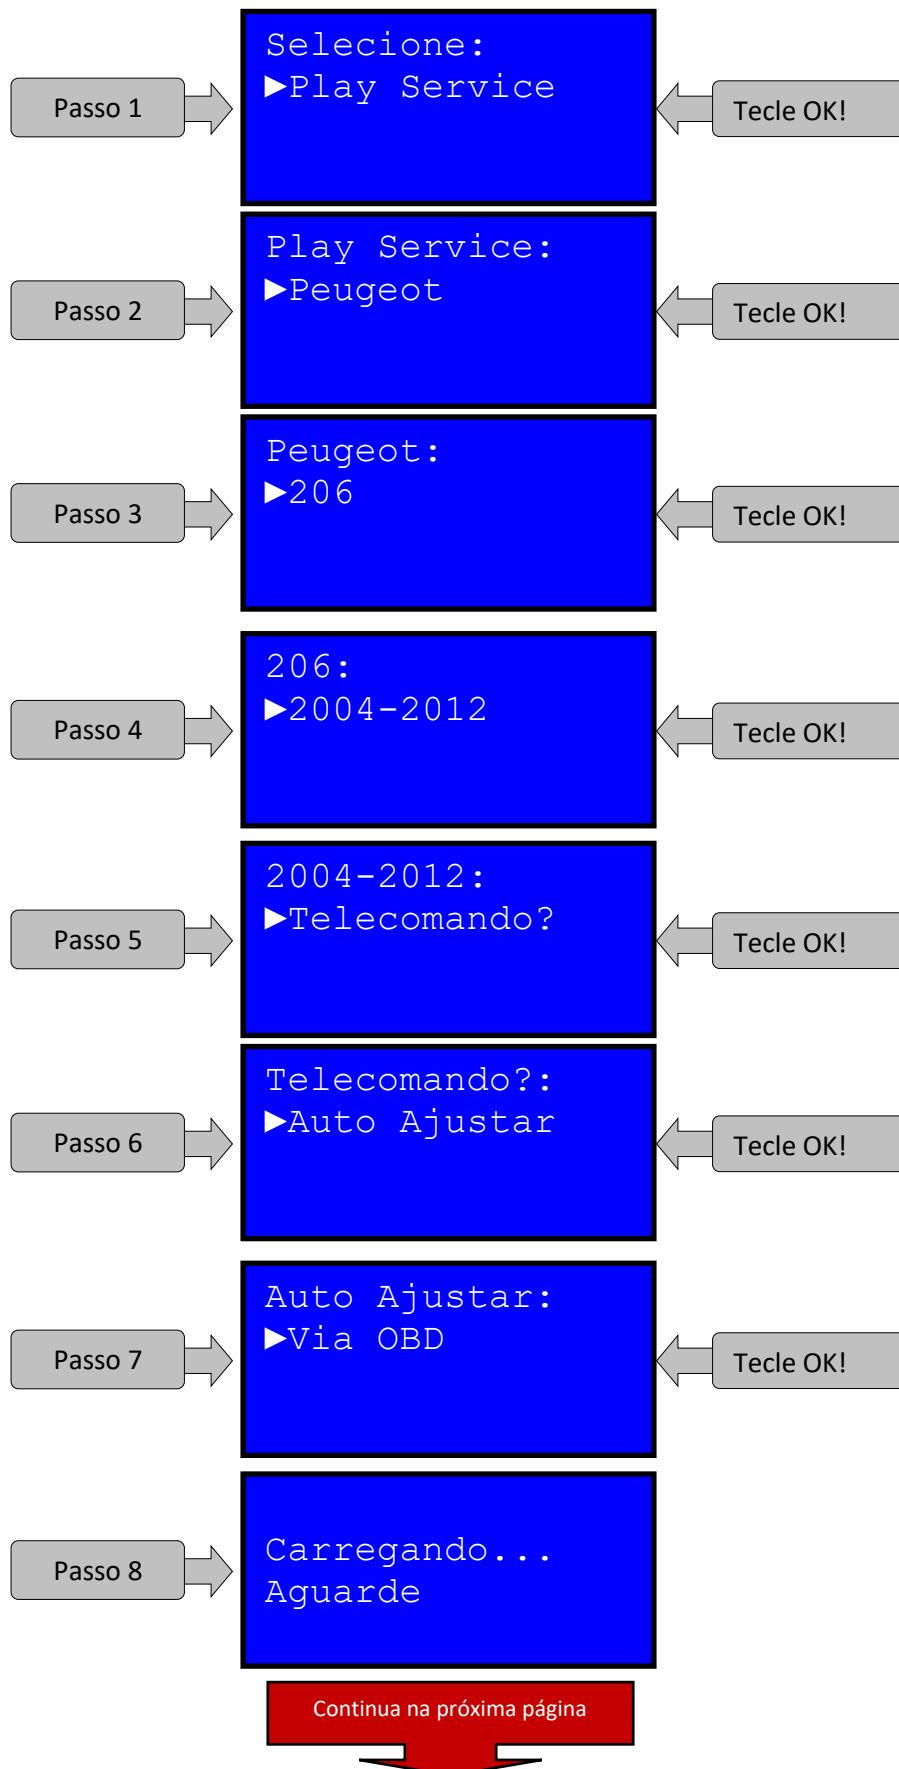 Selecione:
►Play Service
Passo 1
Tecle OK!
Play Service:
►Peugeot
Passo 2
Tecle OK!
Peugeot:
►206
Passo 3
Tecle OK!
206:
►2004-2012
Passo 4
Tecle OK!
2004-2012:
►Telecomando?
Passo 5
Tecle OK!
Telecomando?:
►Auto Ajustar
Passo 6
Tecle OK!
Auto Ajustar:
►Via OBD
Passo 7
Tecle OK!
Carregando...
Aguarde
Passo 8
Continua na próxima página